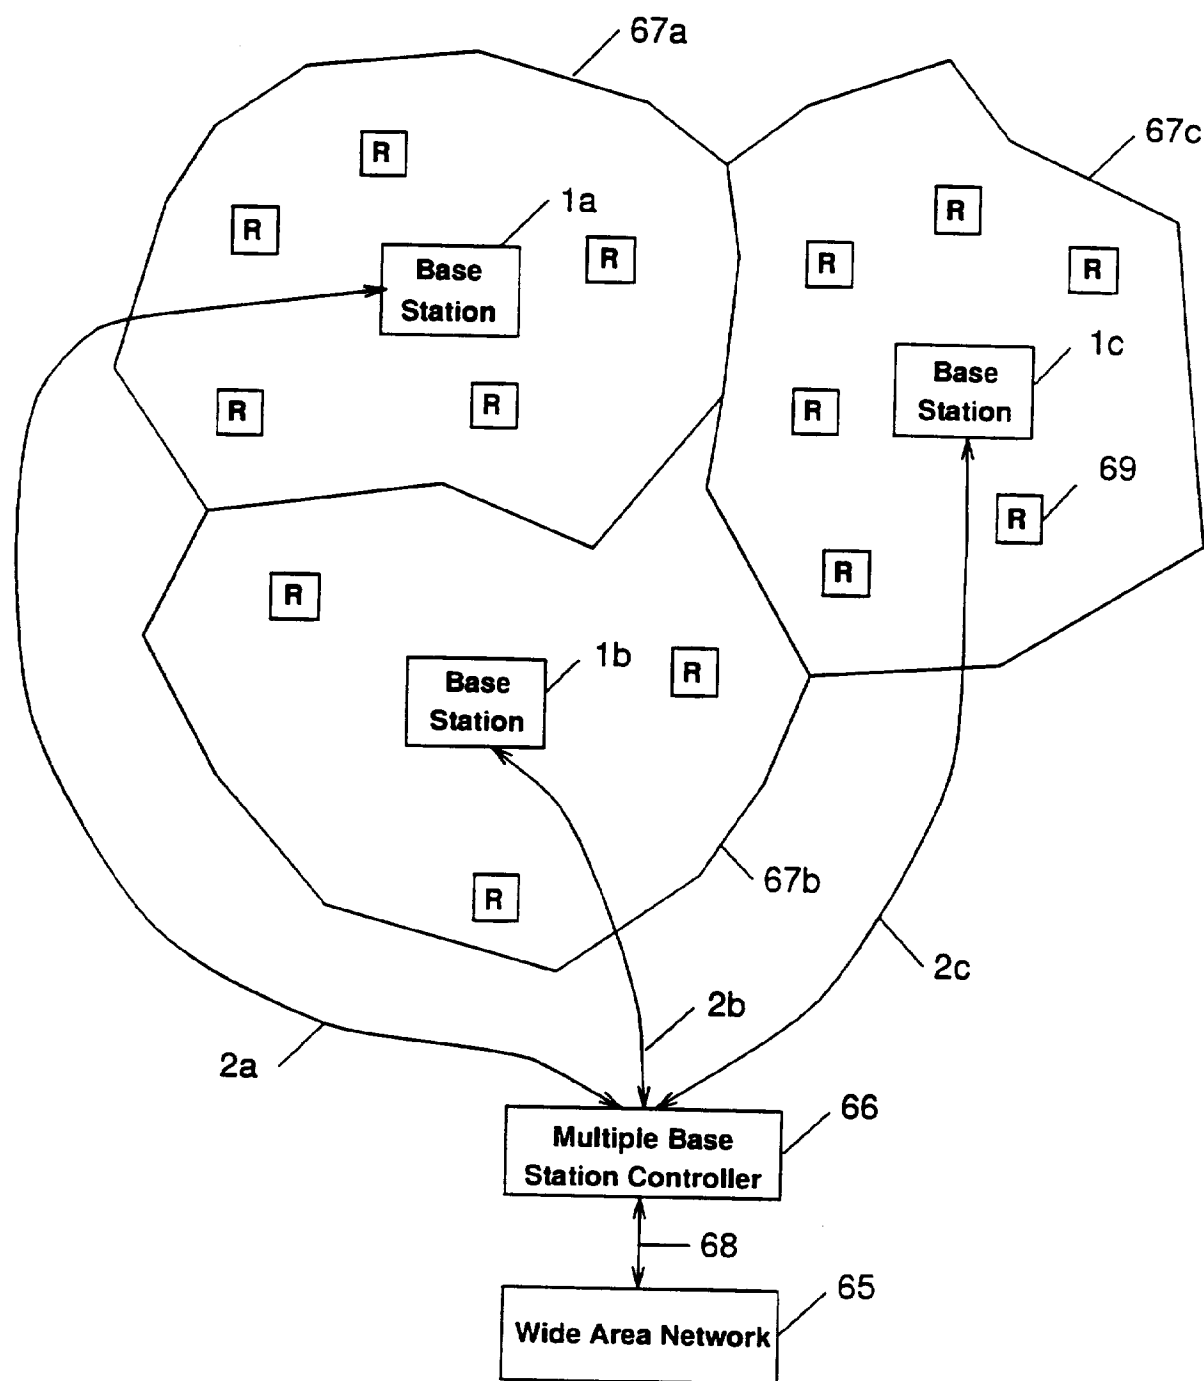 67a
67c
R
1a
R
R
R
R
R
Base
Station
R
1c
Base
Station
R
R
R
69
R
R
R
1b
R
Base
Station
67b
R
2c
2b
2a
66
Multiple Base
Station Controller
68
65
Wide Area Network